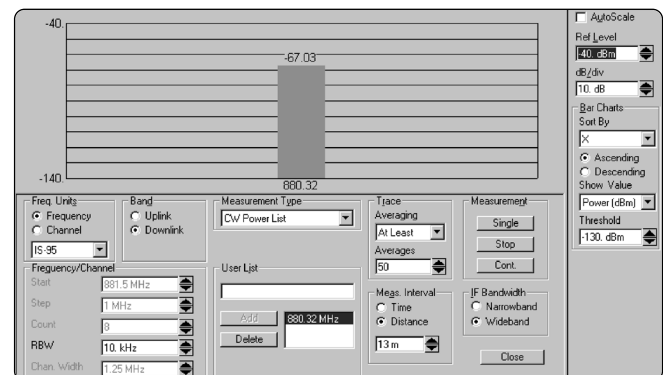 -40.
-67.03
-140.
880.32
AutoScale
Ref Level
-40. dBm
dB/div
10. dB
Bar Charts
Sort By
X
Ascending
Descending
Show Value
Power (dBm)
Threshold
-130. dBm
Freq. Units
Frequency
Channel
IS-95
Band
Uplink
Downlink
Measurement Type
CW Power List
Trace
Averaging
At Least
Averages
50
Measurement
Single
Stop
Cont.
Frequency/Channel
Start 881.5 MHz
Step 1 MHz
Count 8
RBW 10. kHz
Chan. Width 1.25 MHz
User List
Add
880.32 MHz
Delete
Meas. Interval
Time
Distance
13 m
IF Bandwidth
Narrowband
Wideband
Close